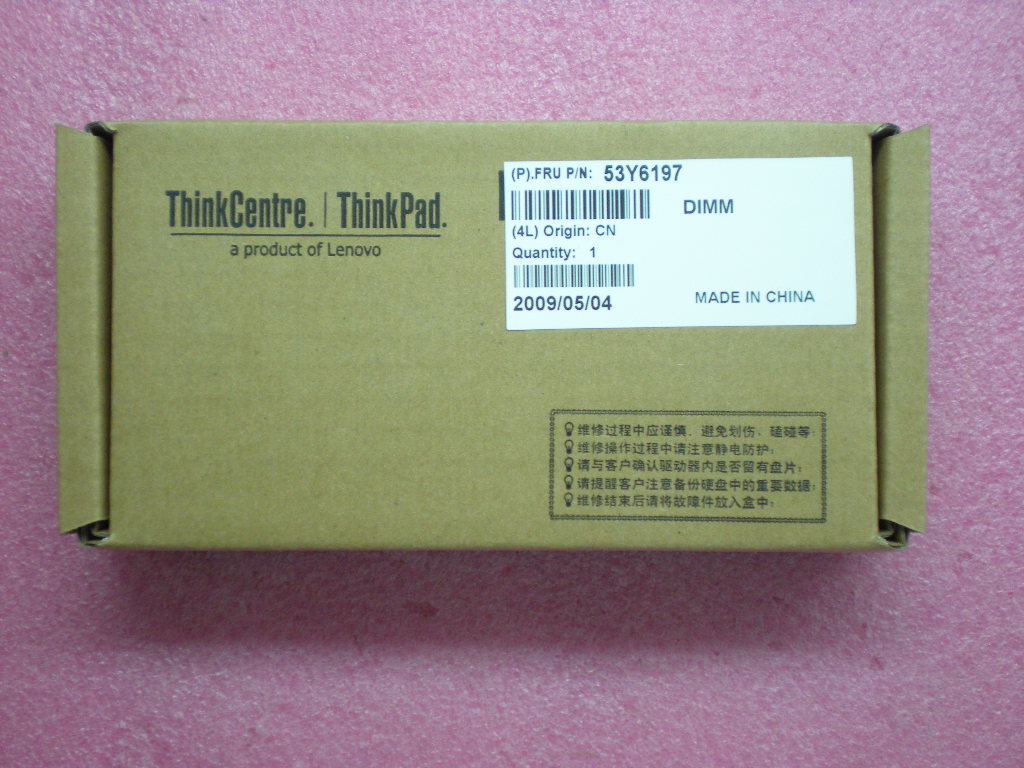 ThinkCentre. | ThinkPad.
a product of Lenovo
(P).FRU P/N: 53Y6197
DIMM
(4L) Origin: CN
Quantity: 1
2009/05/04
MADE IN CHINA
维修过程中应谨慎，避免划伤、磕碰等；
维修操作过程中请注意静电防护；
请与客户确认驱动器内是否留有盘片；
请提醒客户注意备份硬盘中的重要数据；
维修结束后请将故障件放入盒中；